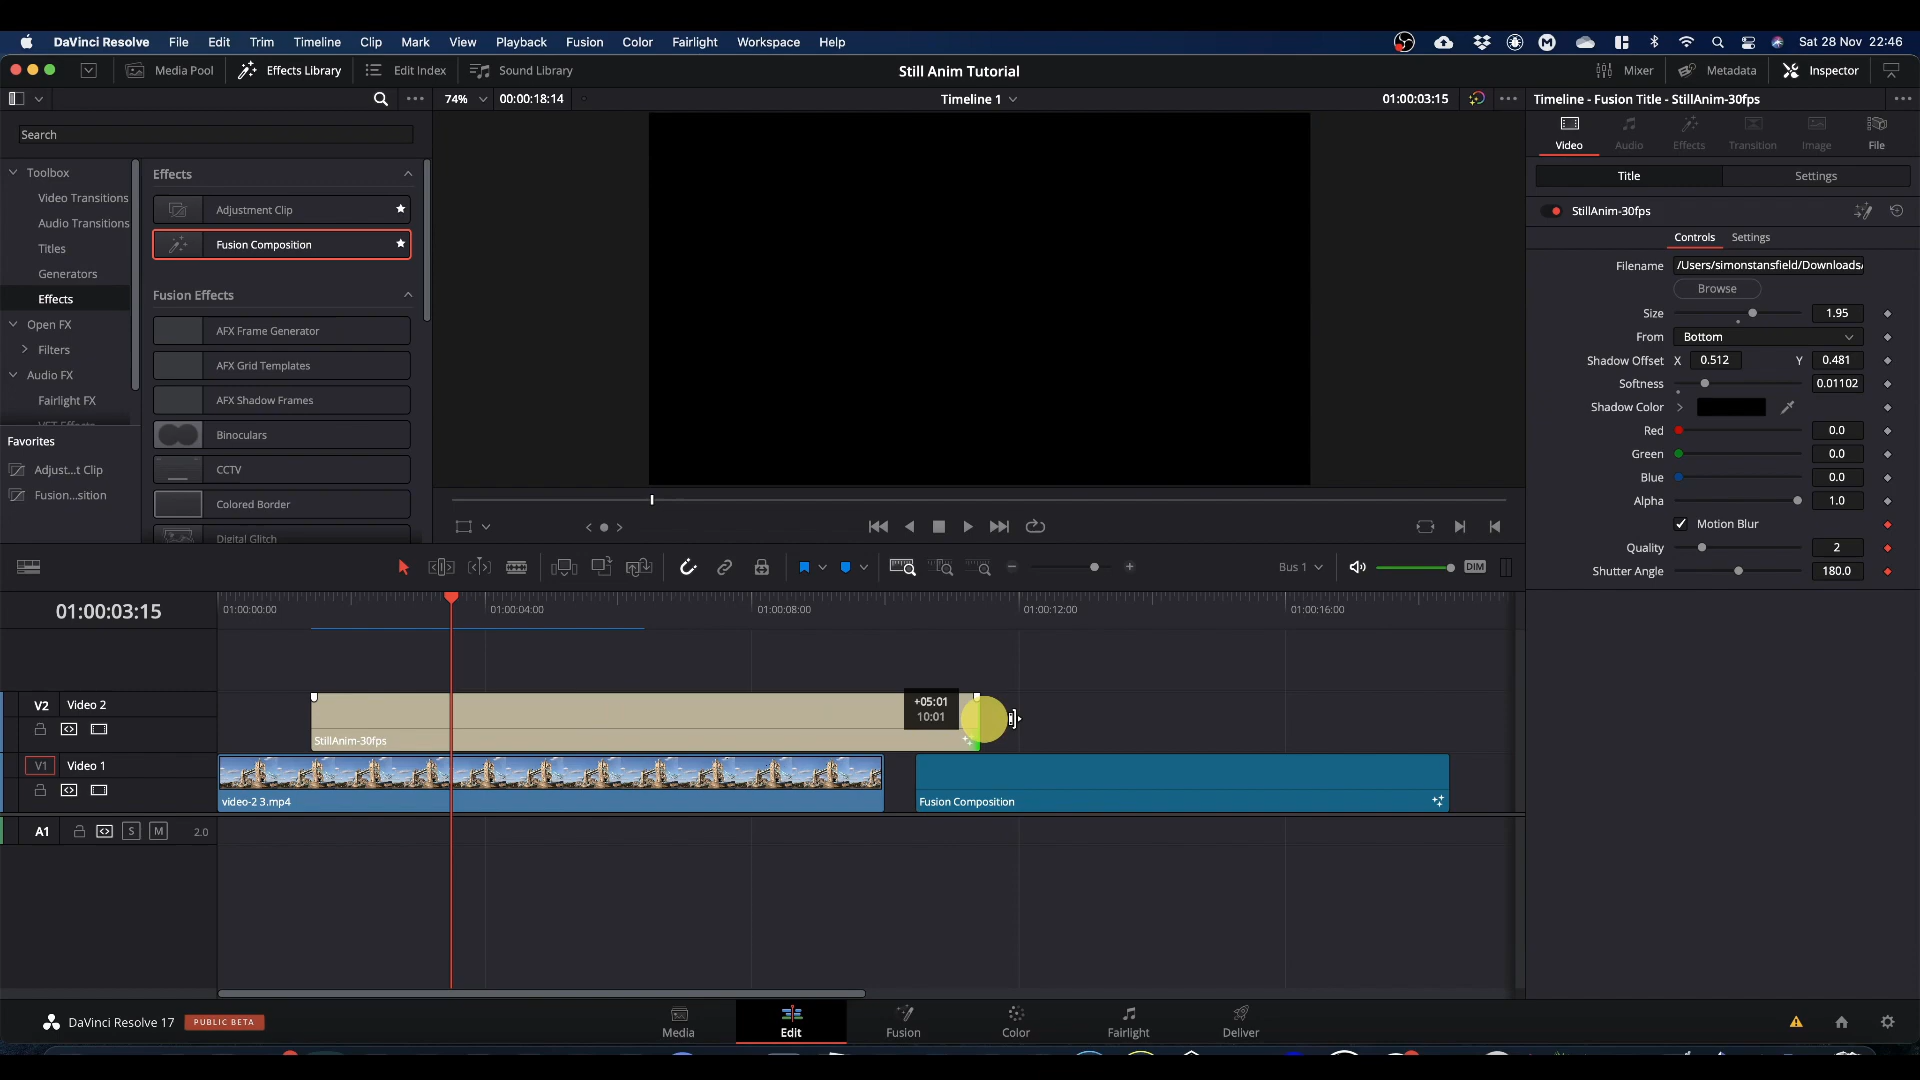 DaVinci Resolve File Edit Trim Timeline Clip Mark View Playback Fusion Color Fairlight Workspace Help Sat 28 Nov 22:46
Media Pool Effects Library Edit Index Sound Library Still Anim Tutorial Mixer Metadata Inspector
74% 00:00:18:14 Timeline 1 01:00:03:15 Timeline - Fusion Title - StillAnim-30fps
Search
Video Audio Effects Transition Image File
Toolbox
Video Transitions
Audio Transitions
Titles
Generators
Effects
Open FX
Filters
Audio FX
Fairlight FX
VST Effects
Favorites
Adjust...t Clip
Fusion...sition
Effects
Adjustment Clip
Fusion Composition
Fusion Effects
AFX Frame Generator
AFX Grid Templates
AFX Shadow Frames
Binoculars
CCTV
Colored Border
Digital Glitch
Title Settings
StillAnim-30fps
Controls Settings
Filename /Users/simonstansfield/Downloads/
Browse
Size 1.95
From Bottom
Shadow Offset X 0.512 Y 0.481
Softness 0.01102
Shadow Color
Red 0.0
Green 0.0
Blue 0.0
Alpha 1.0
Motion Blur
Quality 2
Shutter Angle 180.0
Bus 1 DIM
01:00:03:15 01:00:00:00 01:00:04:00 01:00:08:00 01:00:12:00 01:00:16:00
V2 Video 2
+05:01
10:01
StillAnim-30fps
V1 Video 1
video-2 3.mp4
Fusion Composition
A1 S M 2.0
DaVinci Resolve 17 PUBLIC BETA
Media Edit Fusion Color Fairlight Deliver